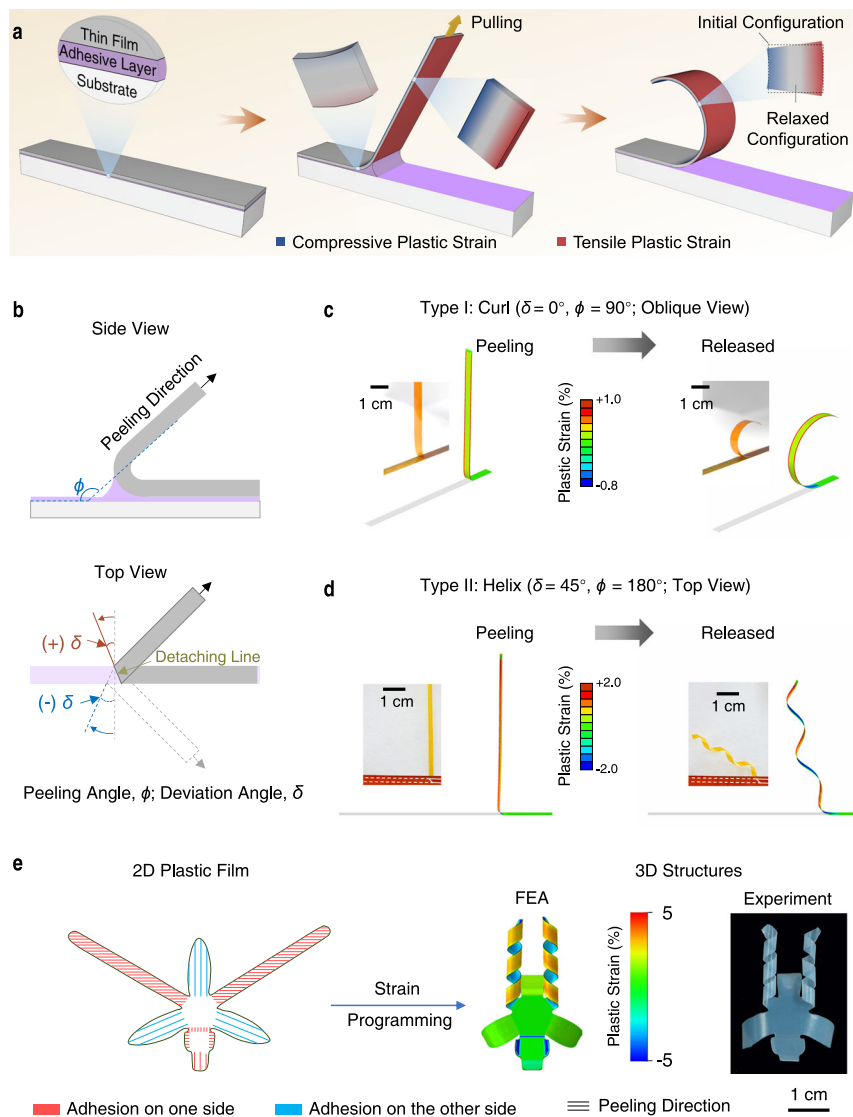 a
Thin Film
Adhesive Layer
Substrate
Pulling
Initial Configuration
Relaxed
Configuration
Compressive Plastic Strain
Tensile Plastic Strain
b
Side View
Peeling Direction
ϕ
Top View
(+) δ
Detaching Line
(-) δ
Peeling Angle, ϕ; Deviation Angle, δ
c
Type I: Curl (δ = 0°, ϕ = 90°; Oblique View)
Peeling
Released
1 cm
Plastic Strain (%)
+1.0
-0.8
1 cm
d
Type II: Helix (δ = 45°, ϕ = 180°; Top View)
Peeling
Released
1 cm
Plastic Strain (%)
+2.0
-2.0
1 cm
e
2D Plastic Film
3D Structures
FEA
Experiment
Strain
Programming
Plastic Strain (%)
5
-5
Adhesion on one side
Adhesion on the other side
Peeling Direction
1 cm